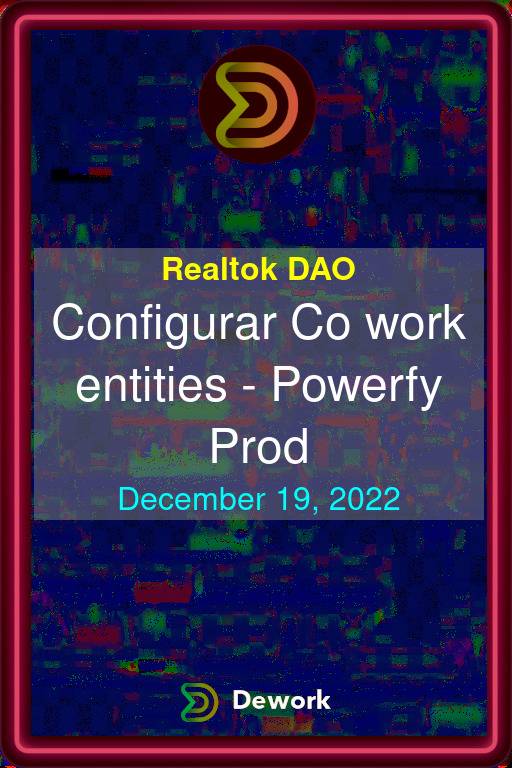 Realtok DAO
Configurar Co work
entities - Powerfy
Prod
December 19, 2022
Dework